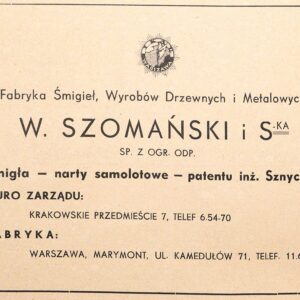 Fabryka Śmigieł, Wyrobów Drzewnych i Metalowyc
W. SZOMAŃSKI i S-KA
SP. Z OGR. ODP.
migła — narty samolotowe — patentu inż. Sznyc
URO ZARZĄDU:
KRAKOWSKIE PRZEDMIEŚCIE 7, TELEF 6.54-70
ABRYKA:
WARSZAWA, MARYMONT, UL. KAMEDUŁÓW 71, TELEF. 11.6